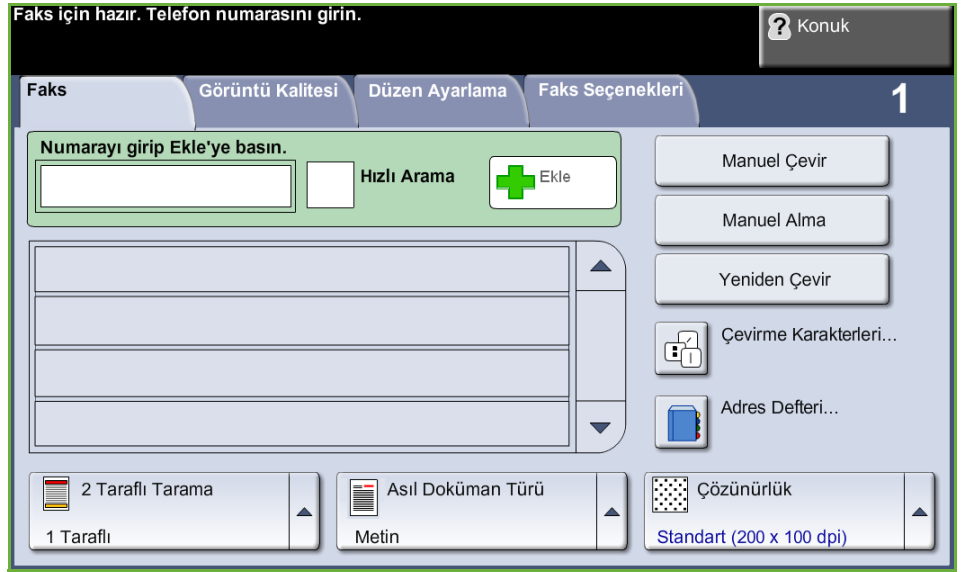 Faks için hazır. Telefon numarasını girin.
Konuk
Faks
Görüntü Kalitesi
Düzen Ayarlama
Faks Seçenekleri
1
Numarayı girip Ekle'ye basın.
Hızlı Arama
Ekle
Manuel Çevir
Manuel Alma
Yeniden Çevir
Çevirme Karakterleri...
Adres Defteri...
2 Taraflı Tarama
1 Taraflı
Asıl Doküman Türü
Metin
Çözünürlük
Standart (200 x 100 dpi)